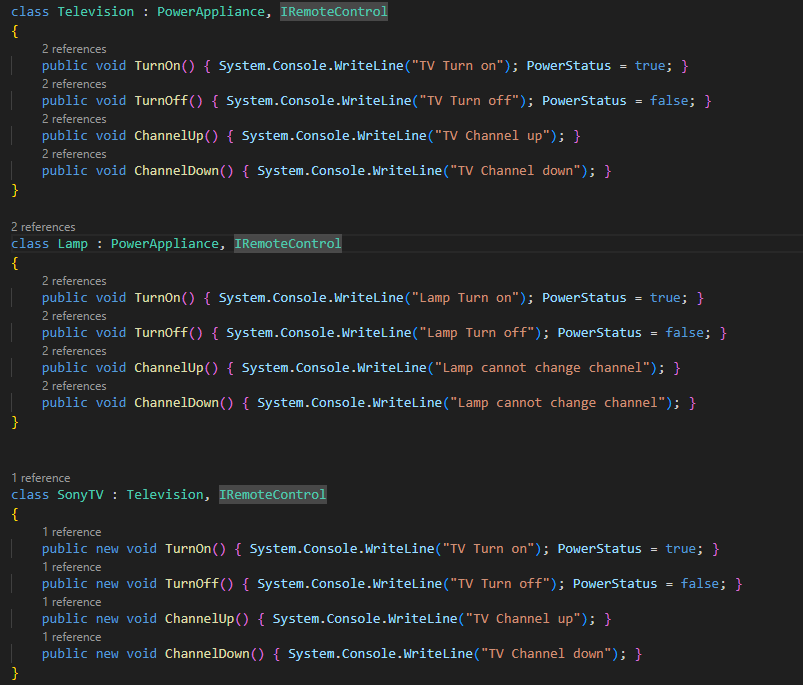 class Television : PowerAppliance, IRemoteControl
{
2 references
public void TurnOn() { System.Console.WriteLine("TV Turn on"); PowerStatus = true; }
2 references
public void TurnOff() { System.Console.WriteLine("TV Turn off"); PowerStatus = false; }
2 references
public void ChannelUp() { System.Console.WriteLine("TV Channel up"); }
2 references
public void ChannelDown() { System.Console.WriteLine("TV Channel down"); }
}
2 references
class Lamp : PowerAppliance, IRemoteControl
{
2 references
public void TurnOn() { System.Console.WriteLine("Lamp Turn on"); PowerStatus = true; }
2 references
public void TurnOff() { System.Console.WriteLine("Lamp Turn off"); PowerStatus = false; }
2 references
public void ChannelUp() { System.Console.WriteLine("Lamp cannot change channel"); }
2 references
public void ChannelDown() { System.Console.WriteLine("Lamp cannot change channel"); }
}
1 reference
class SonyTV : Television, IRemoteControl
{
1 reference
public new void TurnOn() { System.Console.WriteLine("TV Turn on"); PowerStatus = true; }
1 reference
public new void TurnOff() { System.Console.WriteLine("TV Turn off"); PowerStatus = false; }
1 reference
public new void ChannelUp() { System.Console.WriteLine("TV Channel up"); }
1 reference
public new void ChannelDown() { System.Console.WriteLine("TV Channel down"); }
}